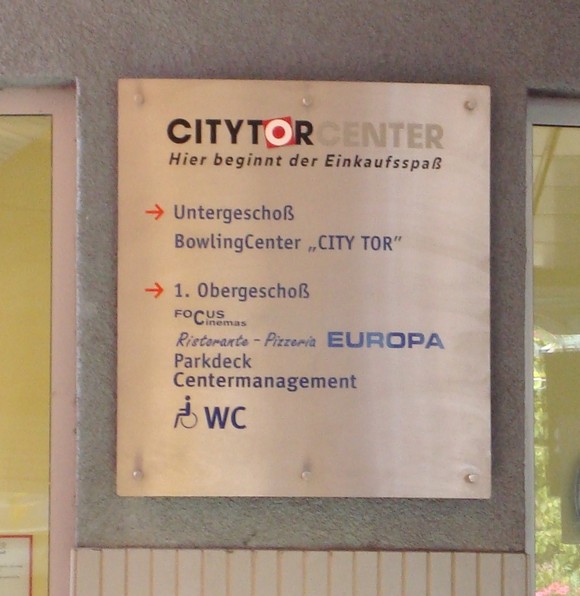 CITYTORCENTER
Hier beginnt der Einkaufsspaß
→ Untergeschoß
BowlingCenter „CITY TOR”
→ 1. Obergeschoß
FOCUS
Cinemas
Ristorante - Pizzeria EUROPA
Parkdeck
Centermanagement
WC